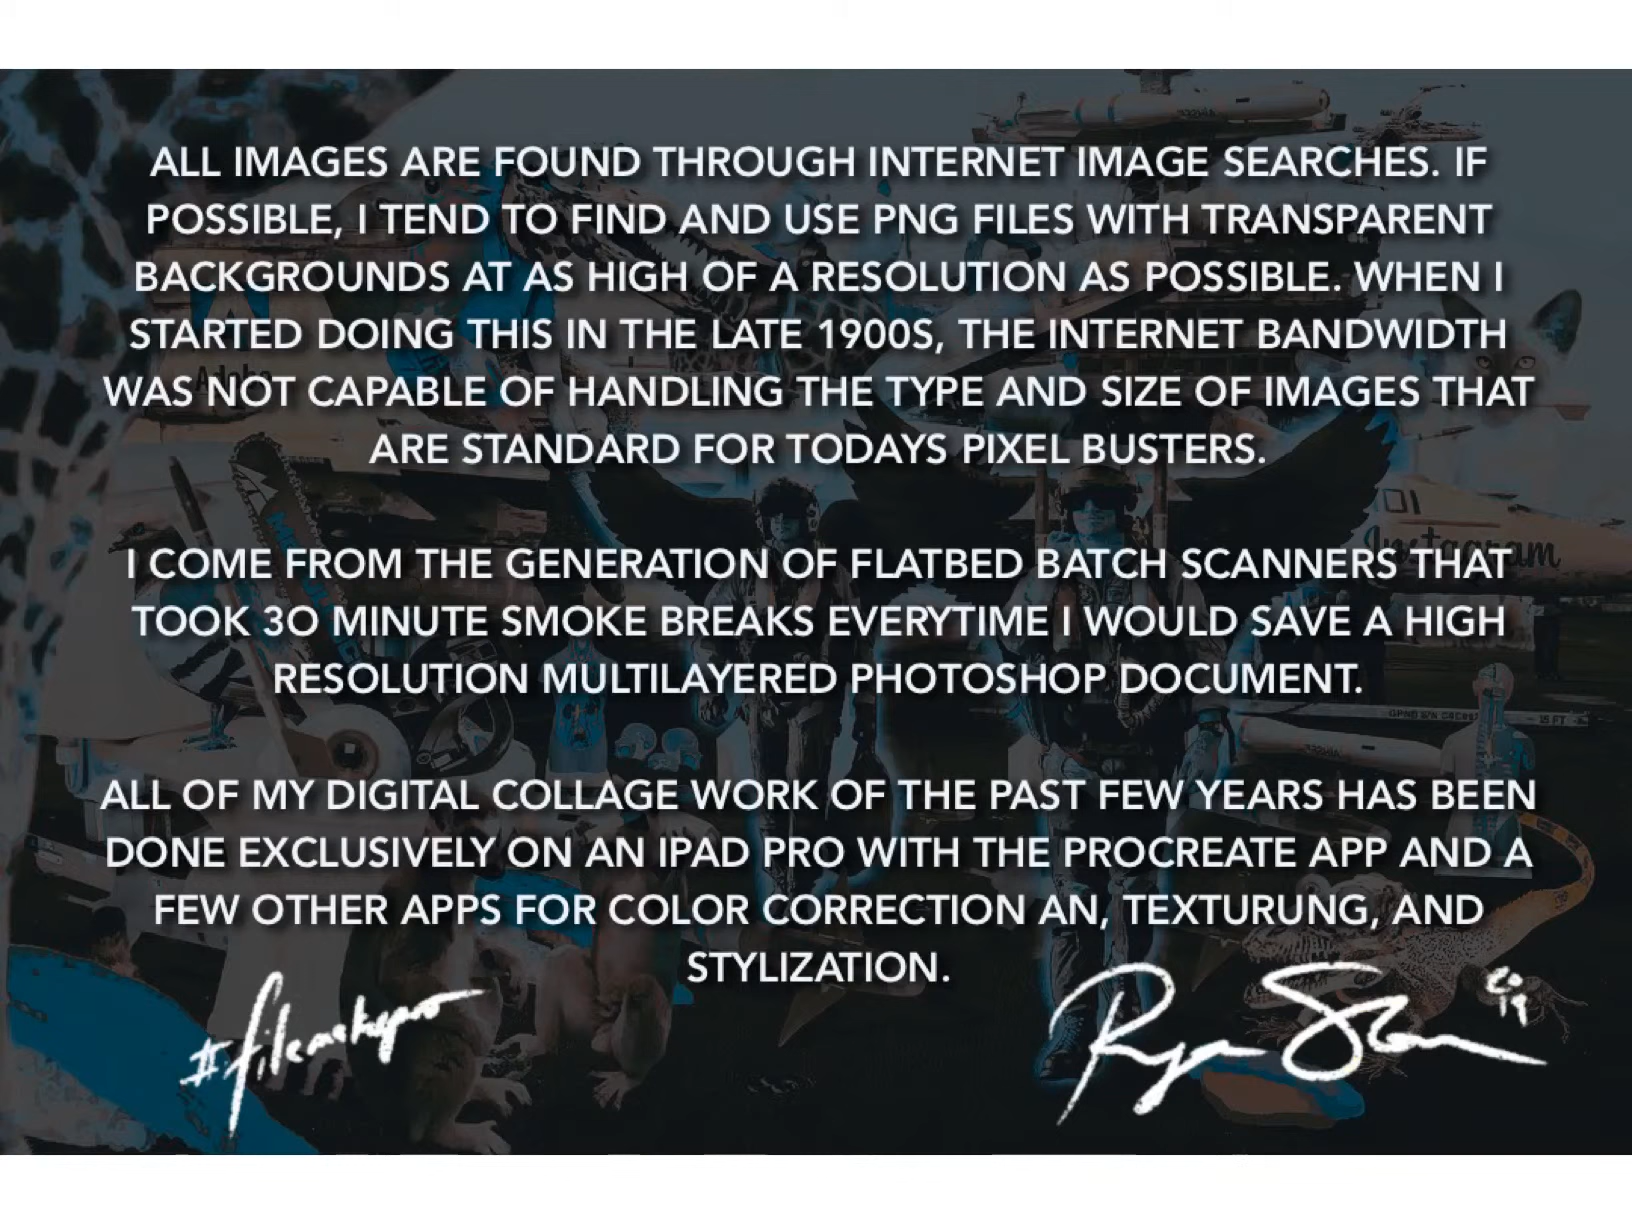 ALL IMAGES ARE FOUND THROUGH INTERNET IMAGE SEARCHES. IF
POSSIBLE, I TEND TO FIND AND USE PNG FILES WITH TRANSPARENT
BACKGROUNDS AT AS HIGH OF A RESOLUTION AS POSSIBLE. WHEN I
STARTED DOING THIS IN THE LATE 1900S, THE INTERNET BANDWIDTH
WAS NOT CAPABLE OF HANDLING THE TYPE AND SIZE OF IMAGES THAT
ARE STANDARD FOR TODAYS PIXEL BUSTERS.
Adobe
Instagram
I COME FROM THE GENERATION OF FLATBED BATCH SCANNERS THAT
TOOK 30 MINUTE SMOKE BREAKS EVERYTIME I WOULD SAVE A HIGH
RESOLUTION MULTILAYERED PHOTOSHOP DOCUMENT.
15 FT
ALL OF MY DIGITAL COLLAGE WORK OF THE PAST FEW YEARS HAS BEEN
DONE EXCLUSIVELY ON AN IPAD PRO WITH THE PROCREATE APP AND A
FEW OTHER APPS FOR COLOR CORRECTION AN, TEXTURUNG, AND
STYLIZATION.